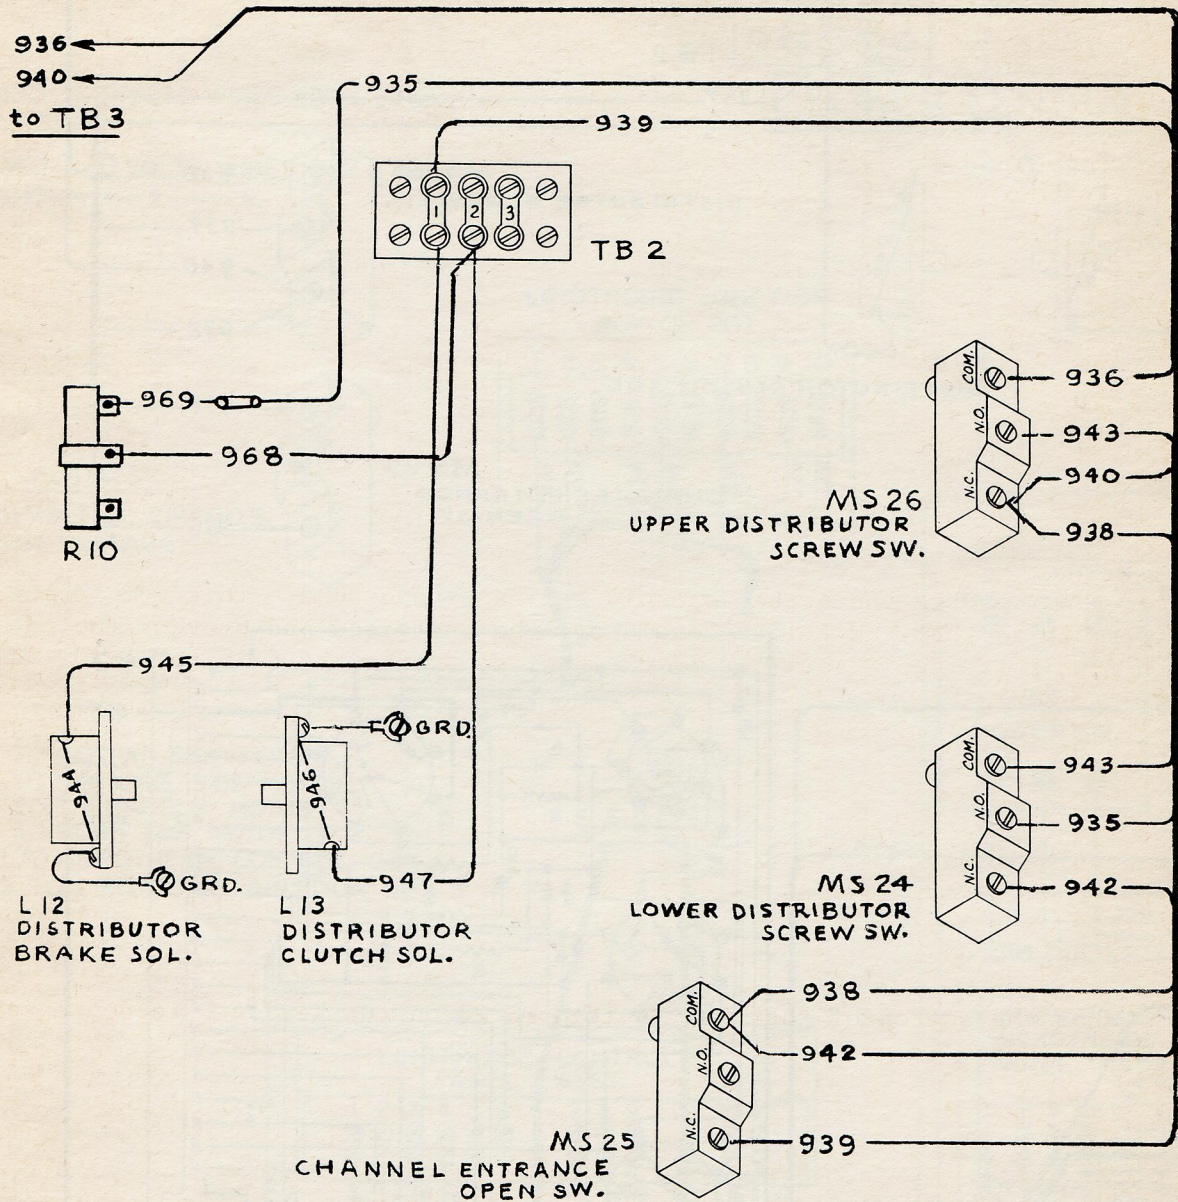 936
940
to TB3
935
939
1
2
3
TB 2
969
968
R10
COM.
936
N.O.
943
N.C.
940
938
MS 26
UPPER DISTRIBUTOR
SCREW SW.
945
GRD.
944
946
GRD.
947
L12
DISTRIBUTOR
BRAKE SOL.
L13
DISTRIBUTOR
CLUTCH SOL.
COM.
943
N.O.
935
N.C.
942
MS 24
LOWER DISTRIBUTOR
SCREW SW.
COM.
938
942
N.O.
N.C.
939
MS 25
CHANNEL ENTRANCE
OPEN SW.